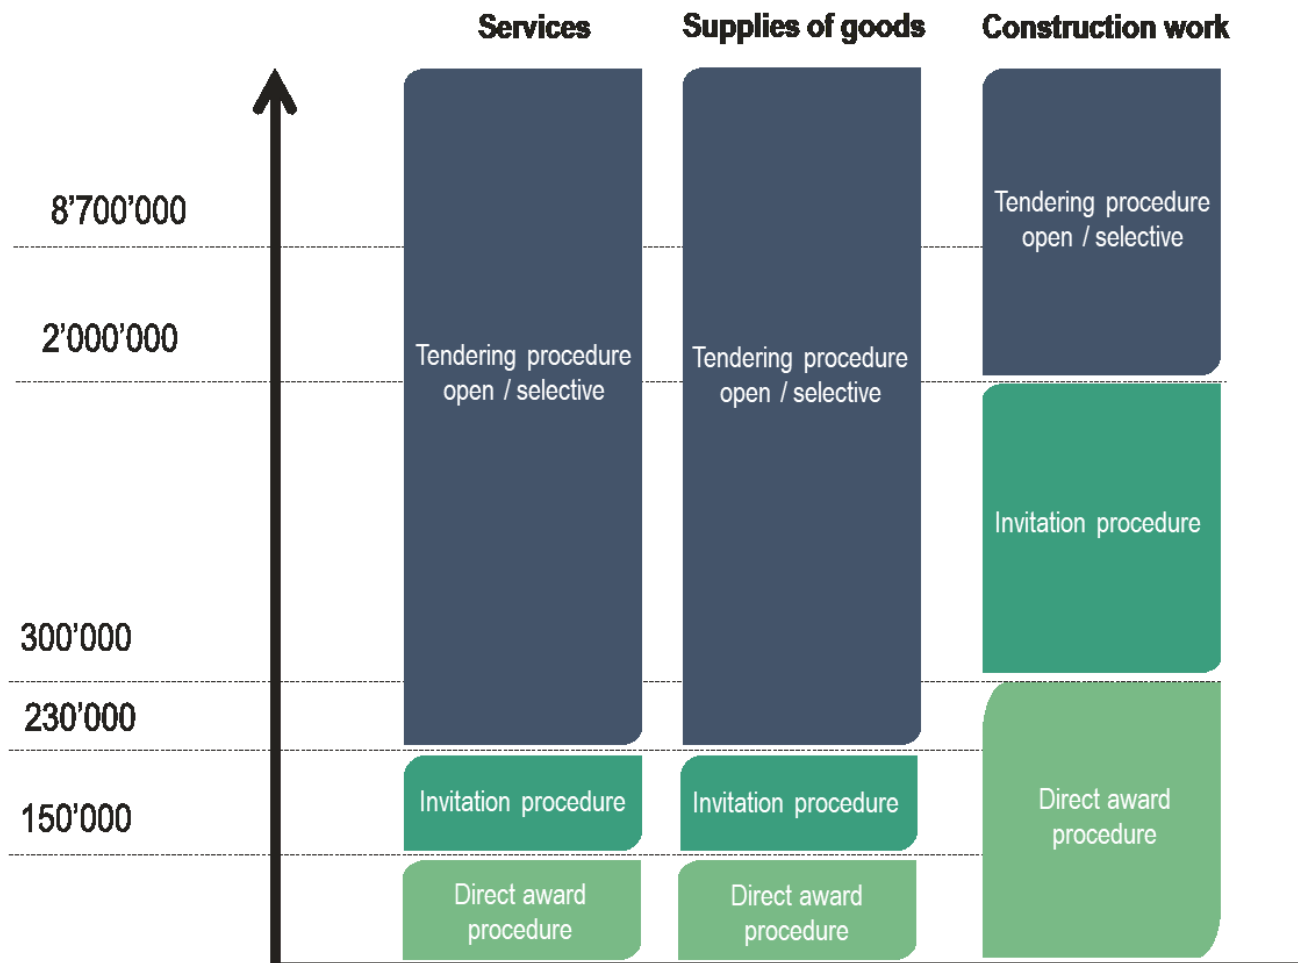 Services
Supplies of goods
Construction work
8’700’000
2’000’000
300’000
230’000
150’000
Tendering procedure
open / selective
Invitation procedure
Direct award
procedure
Tendering procedure
open / selective
Invitation procedure
Direct award
procedure
Tendering procedure
open / selective
Invitation procedure
Direct award
procedure